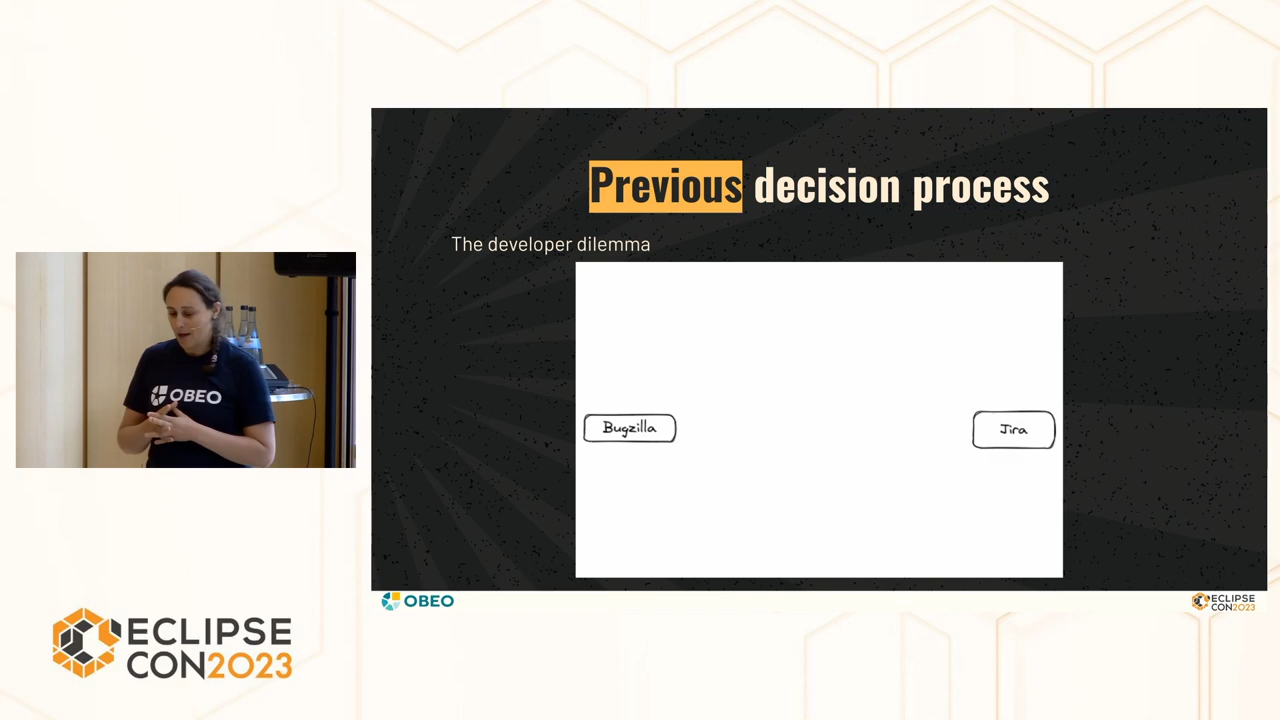 Previous decision process
The developer dilemma
Bugzilla
Jira
OBEO
OBEO
ECLIPSE
CON2023
ECLIPSE
CON2023